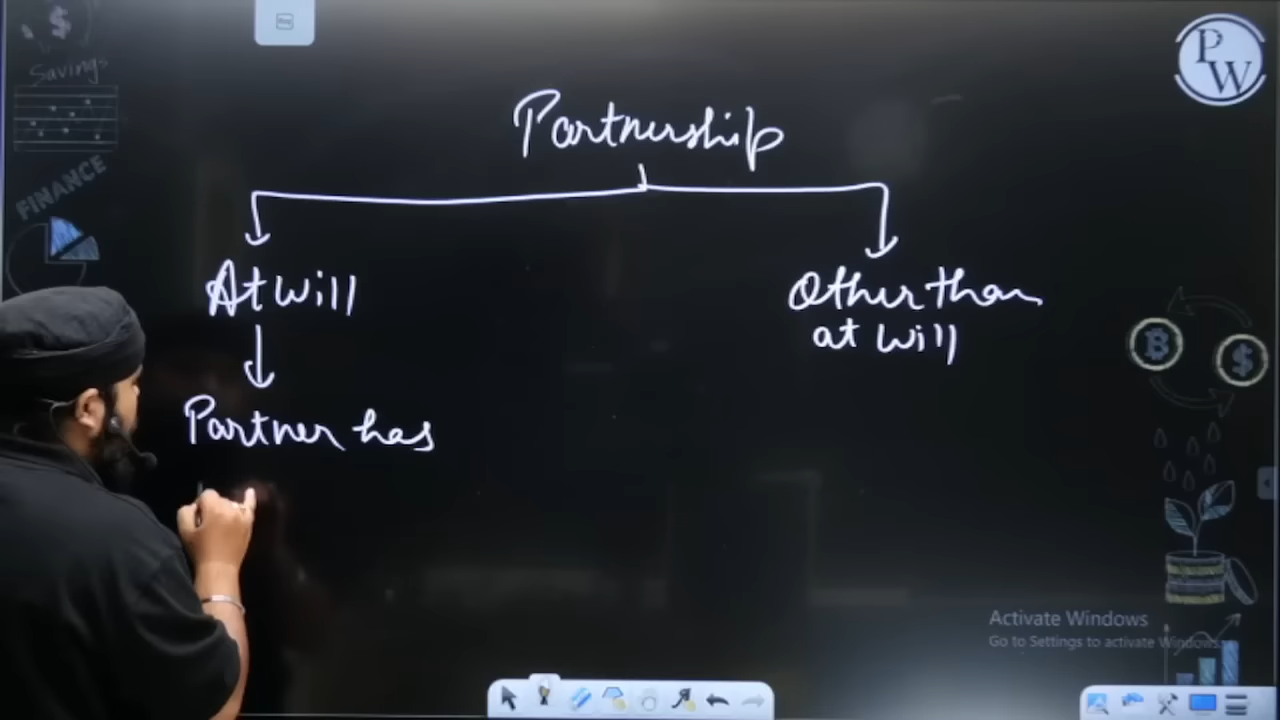 Savings
FINANCE
PW
Partnership
At Will
Other than
at Will
Partner has
Activate Windows
Go to Settings to activate Windows.